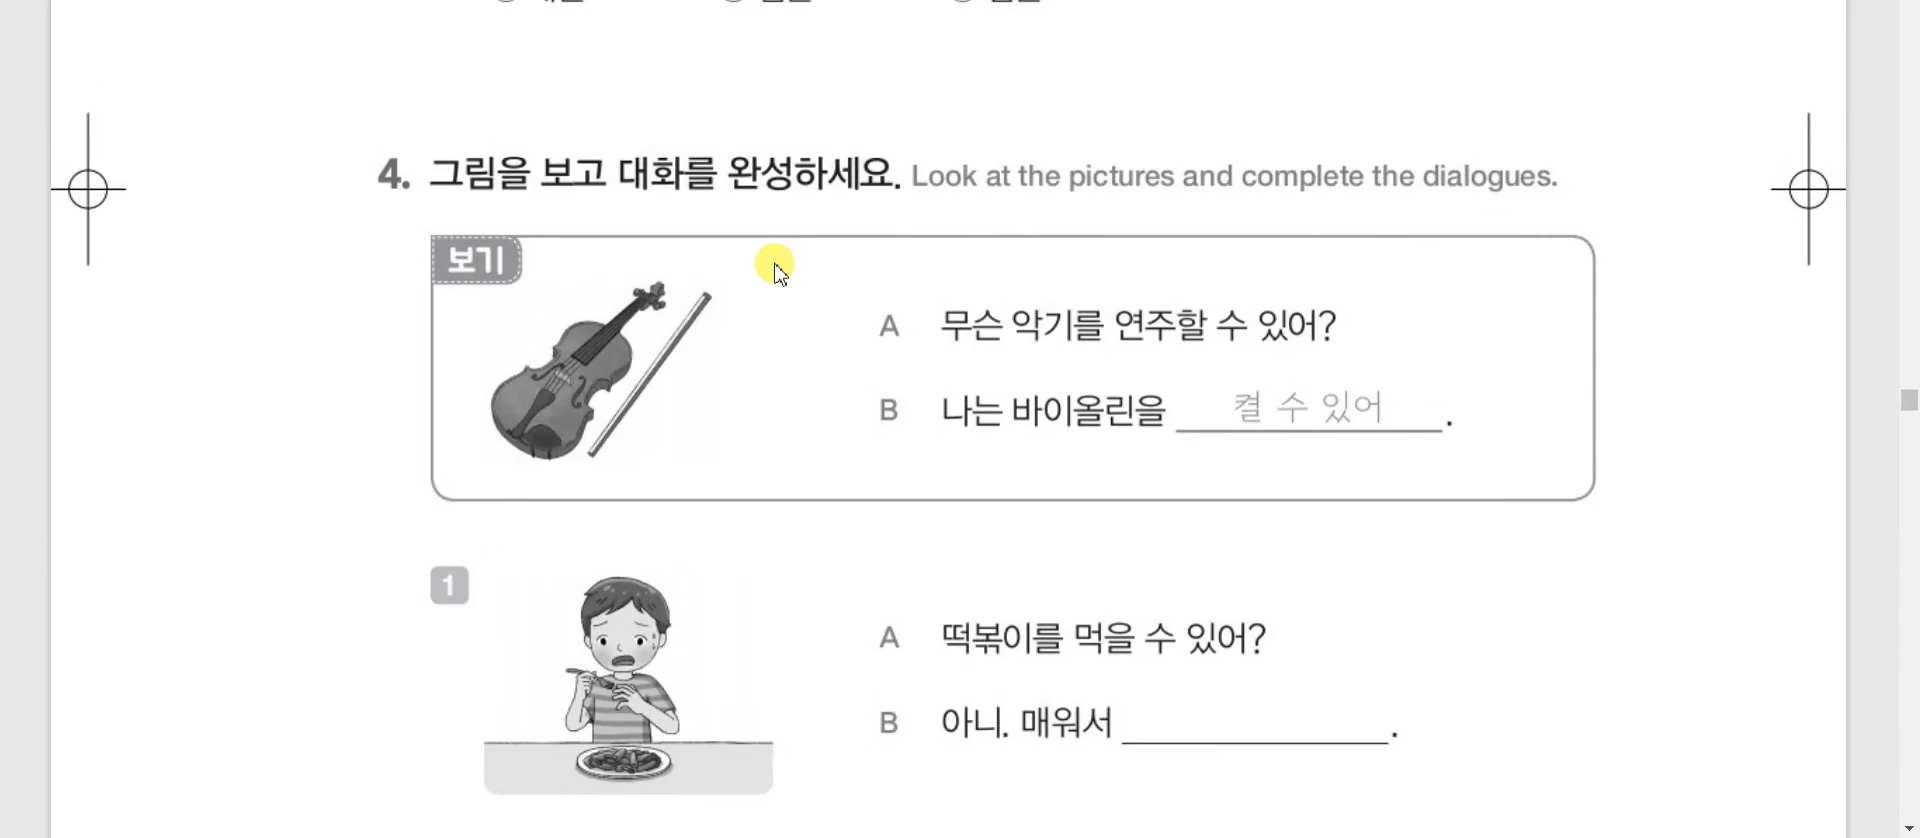 4. 그림을 보고 대화를 완성하세요. Look at the pictures and complete the dialogues.
보기
A 무슨 악기를 연주할 수 있어?
B 나는 바이올린을 켤 수 있어.
1
A 떡볶이를 먹을 수 있어?
B 아니. 매워서 ______________.